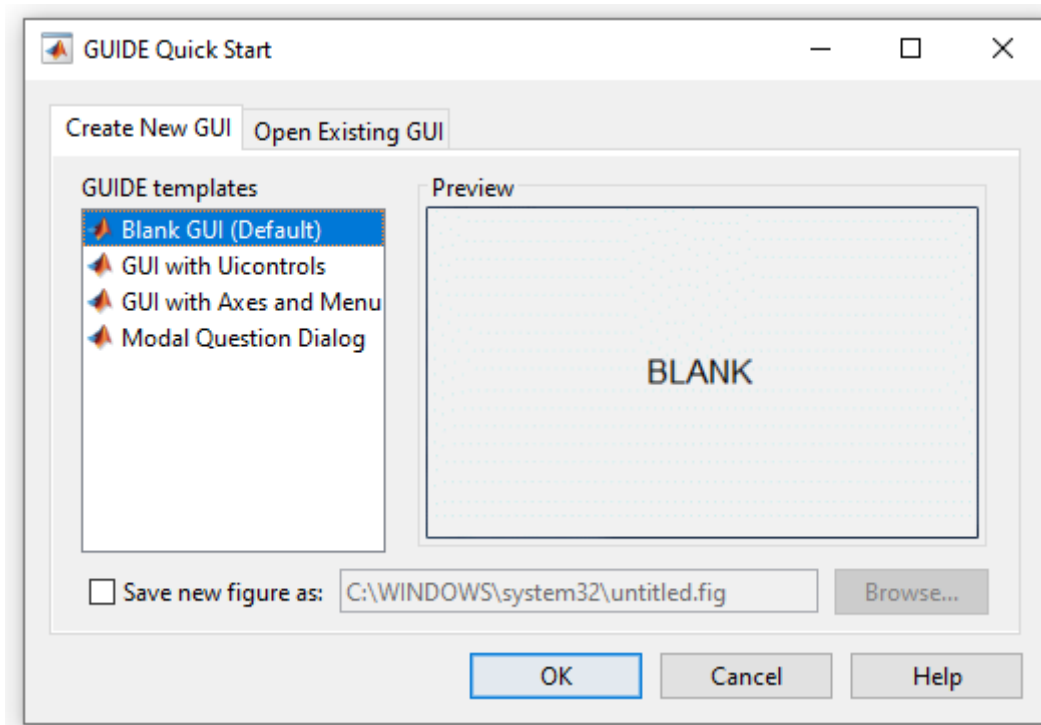 GUIDE Quick Start
Create New GUI
Open Existing GUI
GUIDE templates
Blank GUI (Default)
GUI with Uicontrols
GUI with Axes and Menu
Modal Question Dialog
Preview
BLANK
Save new figure as:
C:\WINDOWS\system32\untitled.fig
Browse...
OK
Cancel
Help